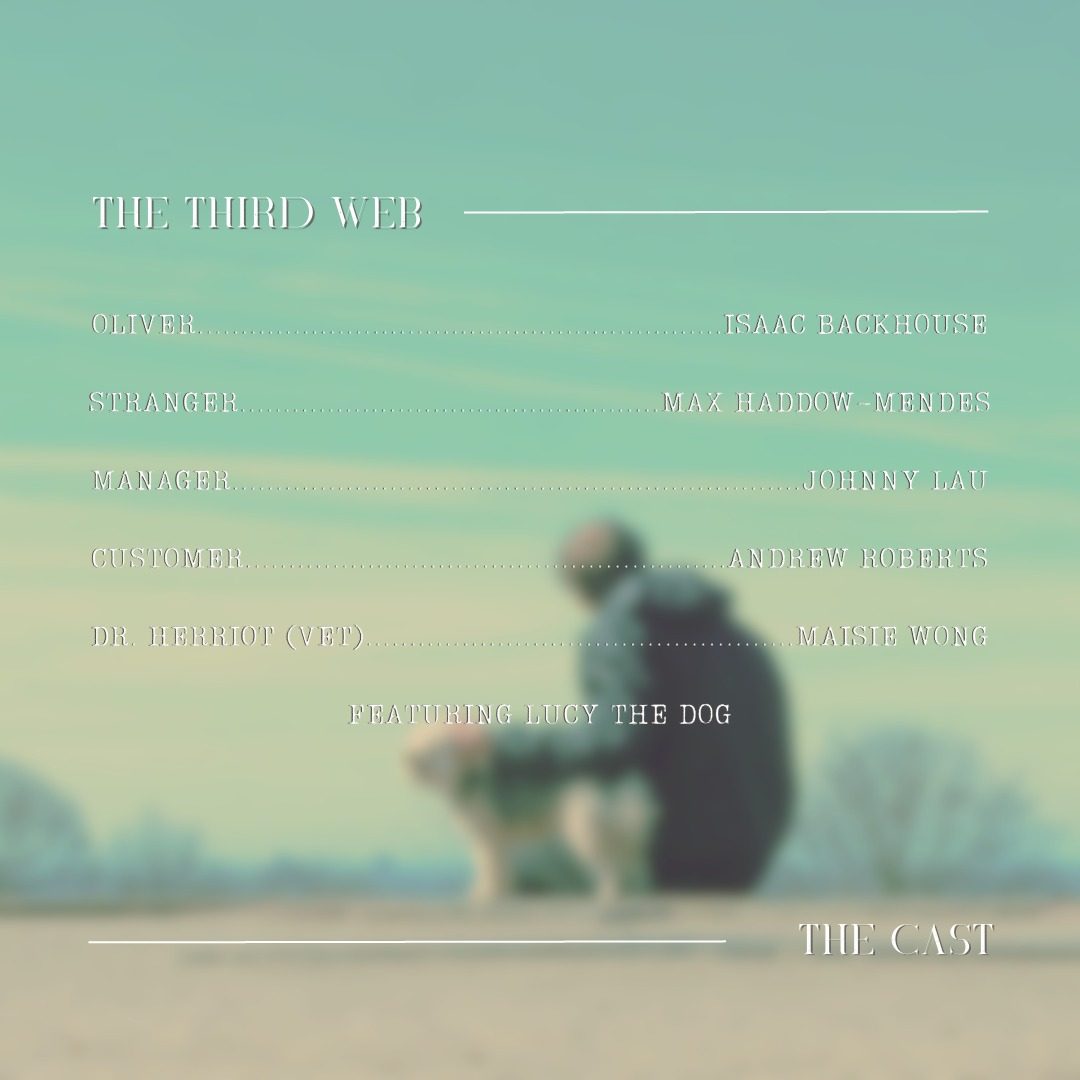 THE THIRD WEB
OLIVER............................................................ISAAC BACKHOUSE
STRANGER................................................MAX HADDOW-MENDES
MANAGER.................................................................JOHNNY LAU
CUSTOMER.......................................................ANDREW ROBERTS
DR. HERRIOT (VET).................................................MAISIE WONG
FEATURING LUCY THE DOG
THE CAST